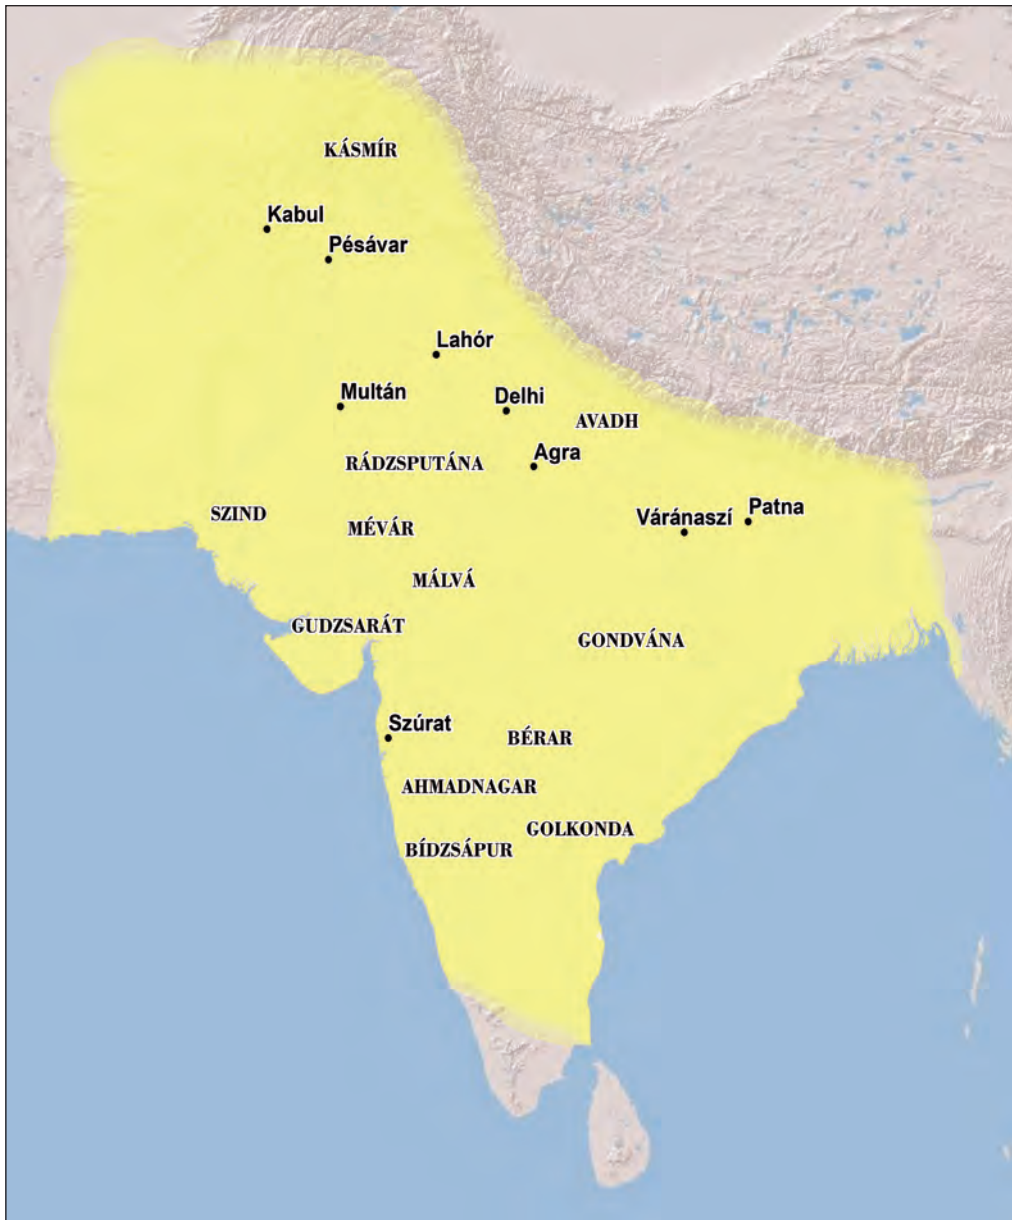 KÁSMÍR
Kabul
Pésávar
Lahór
Multán
Delhi
AVADH
RÁDZSPUTÁNA
Agra
SZIND
MÉVÁR
Váránaszí
Patna
MÁLVÁ
GUDZSARÁT
GONDVÁNA
Szúrat
BÉRAR
AHMADNAGAR
GOLKONDA
BÍDZSÁPUR